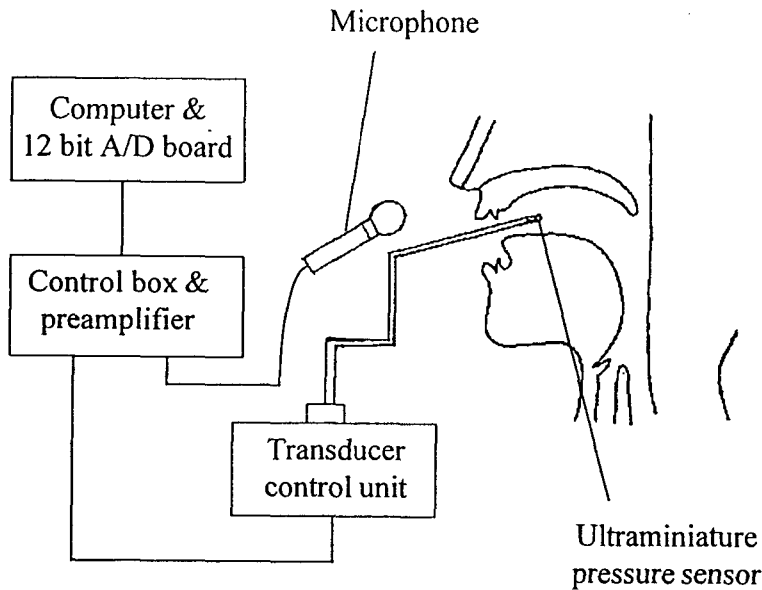 Microphone
Computer &
12 bit A/D board
Control box &
preamplifier
Transducer
control unit
Ultraminiature
pressure sensor